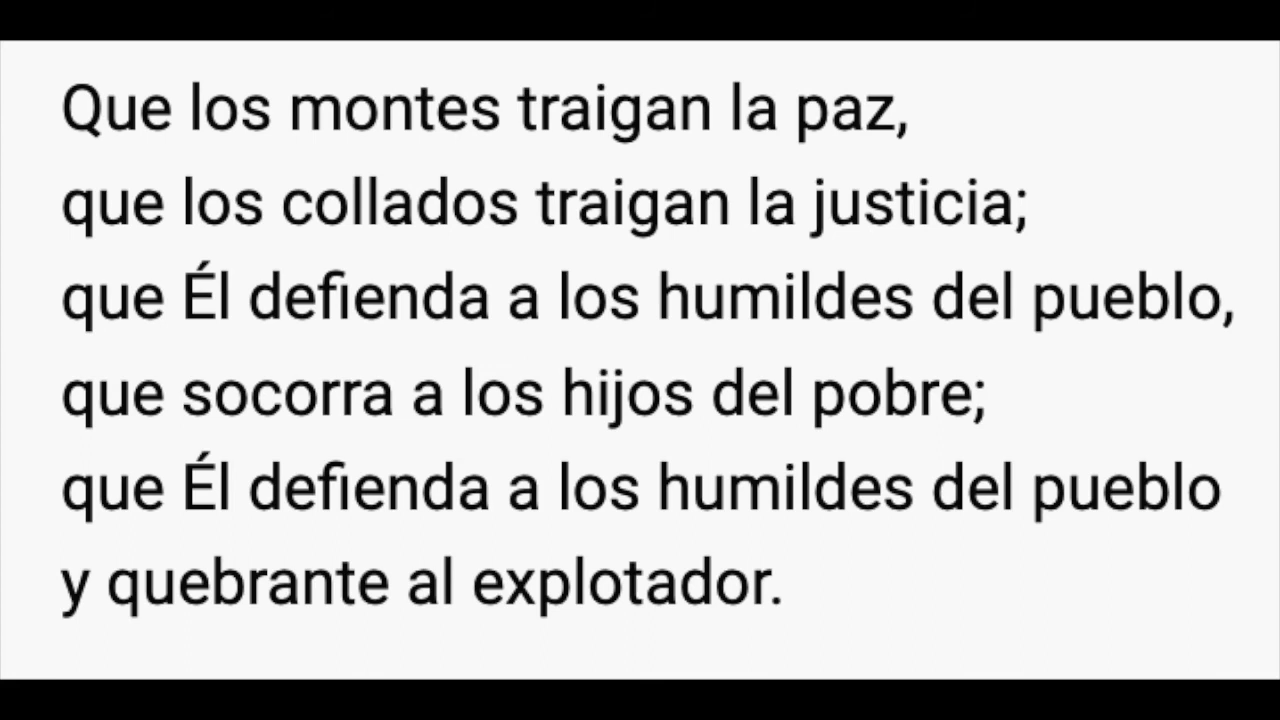 Que los montes traigan la paz,
que los collados traigan la justicia;
que Él defienda a los humildes del pueblo,
que socorra a los hijos del pobre;
que Él defienda a los humildes del pueblo
y quebrante al explotador.